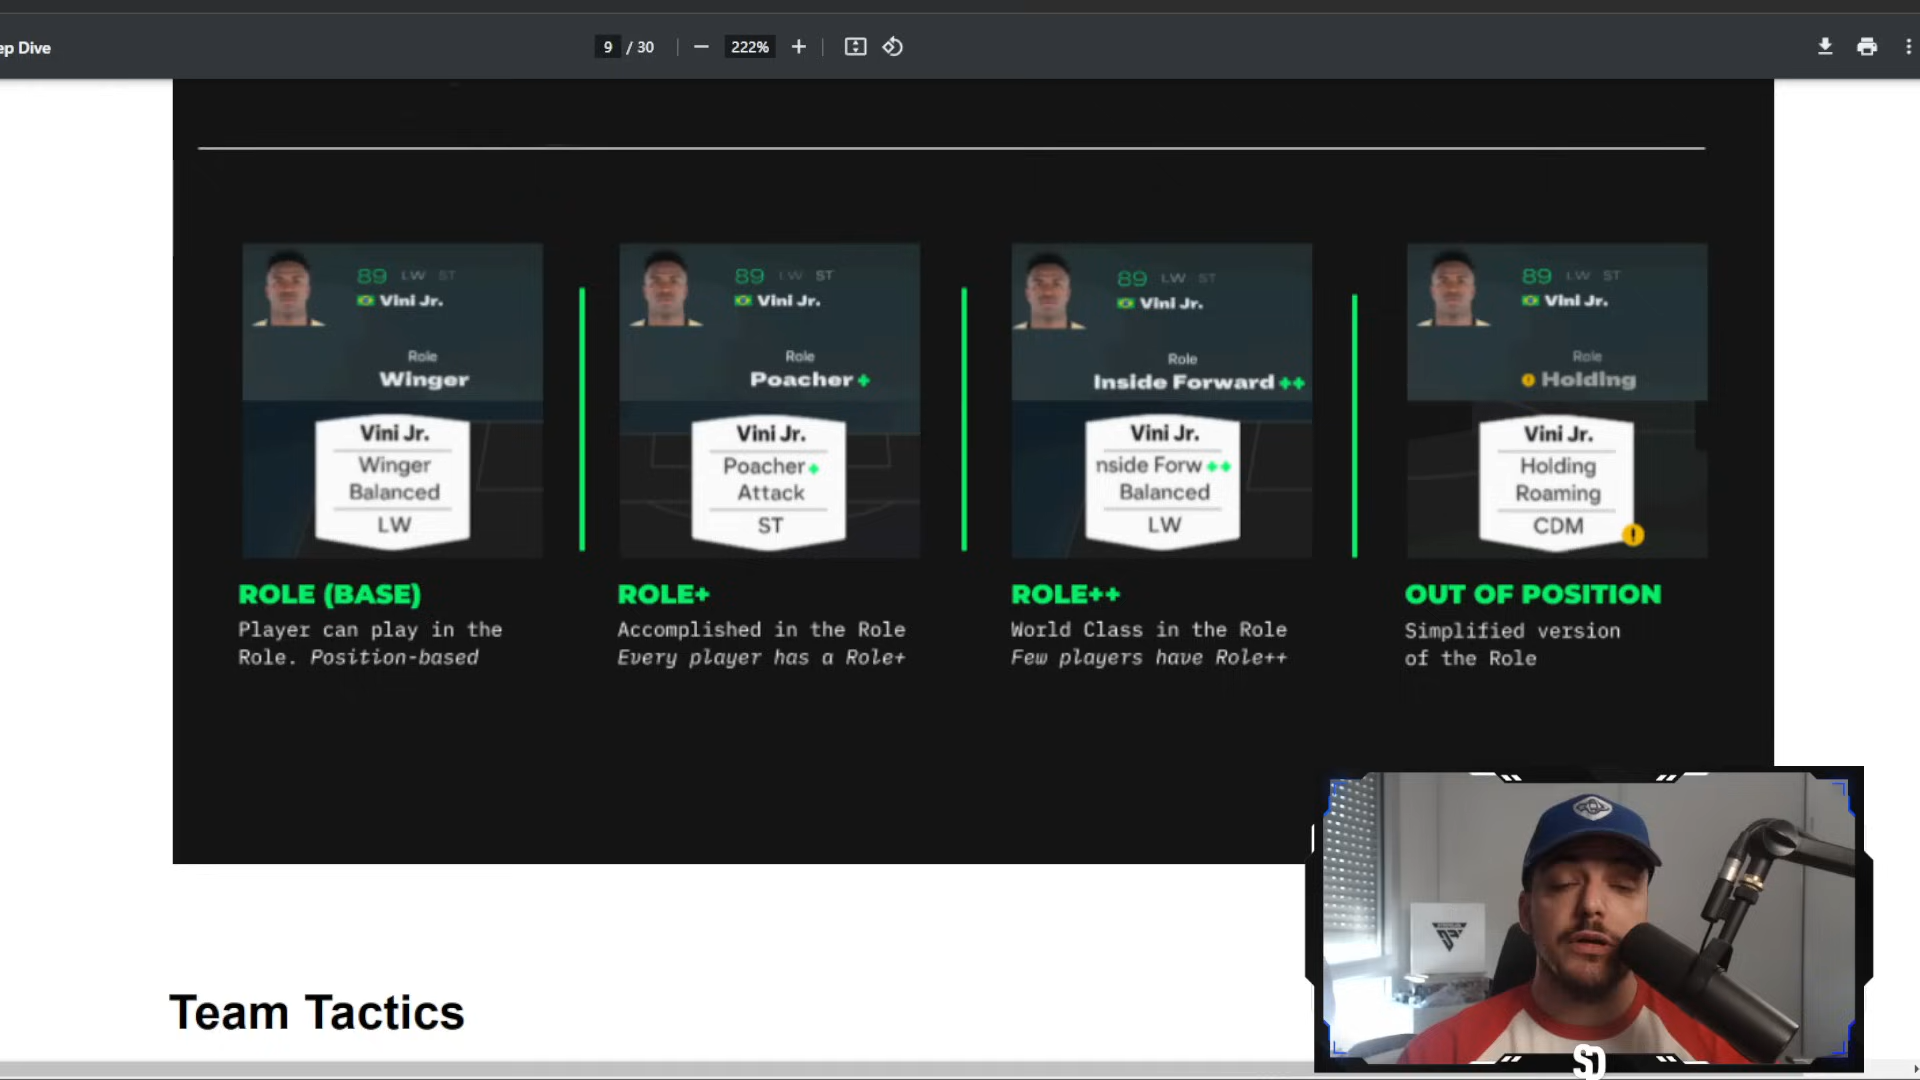 ep Dive
9 / 30
222%
89 LW ST
Vini Jr.
Role
Winger
Vini Jr.
Winger
Balanced
LW
ROLE (BASE)
Player can play in the
Role. Position-based
89 LW ST
Vini Jr.
Role
Poacher+
Vini Jr.
Poacher+
Attack
ST
ROLE+
Accomplished in the Role
Every player has a Role+
89 LW ST
Vini Jr.
Role
Inside Forward++
Vini Jr.
nside Forw++
Balanced
LW
ROLE++
World Class in the Role
Few players have Role++
89 LW ST
Vini Jr.
Role
Holding
Vini Jr.
Holding
Roaming
CDM
OUT OF POSITION
Simplified version
of the Role
Team Tactics